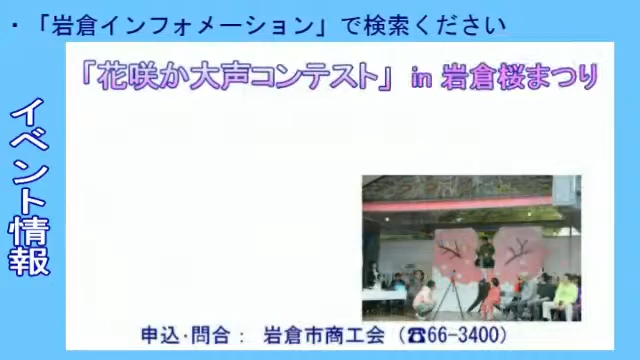 ・「岩倉インフォメーション」で検索ください
「花咲か大声コンテスト」 in 岩倉桜まつり
イベント情報
申込・問合： 岩倉市商工会（☎66-3400）